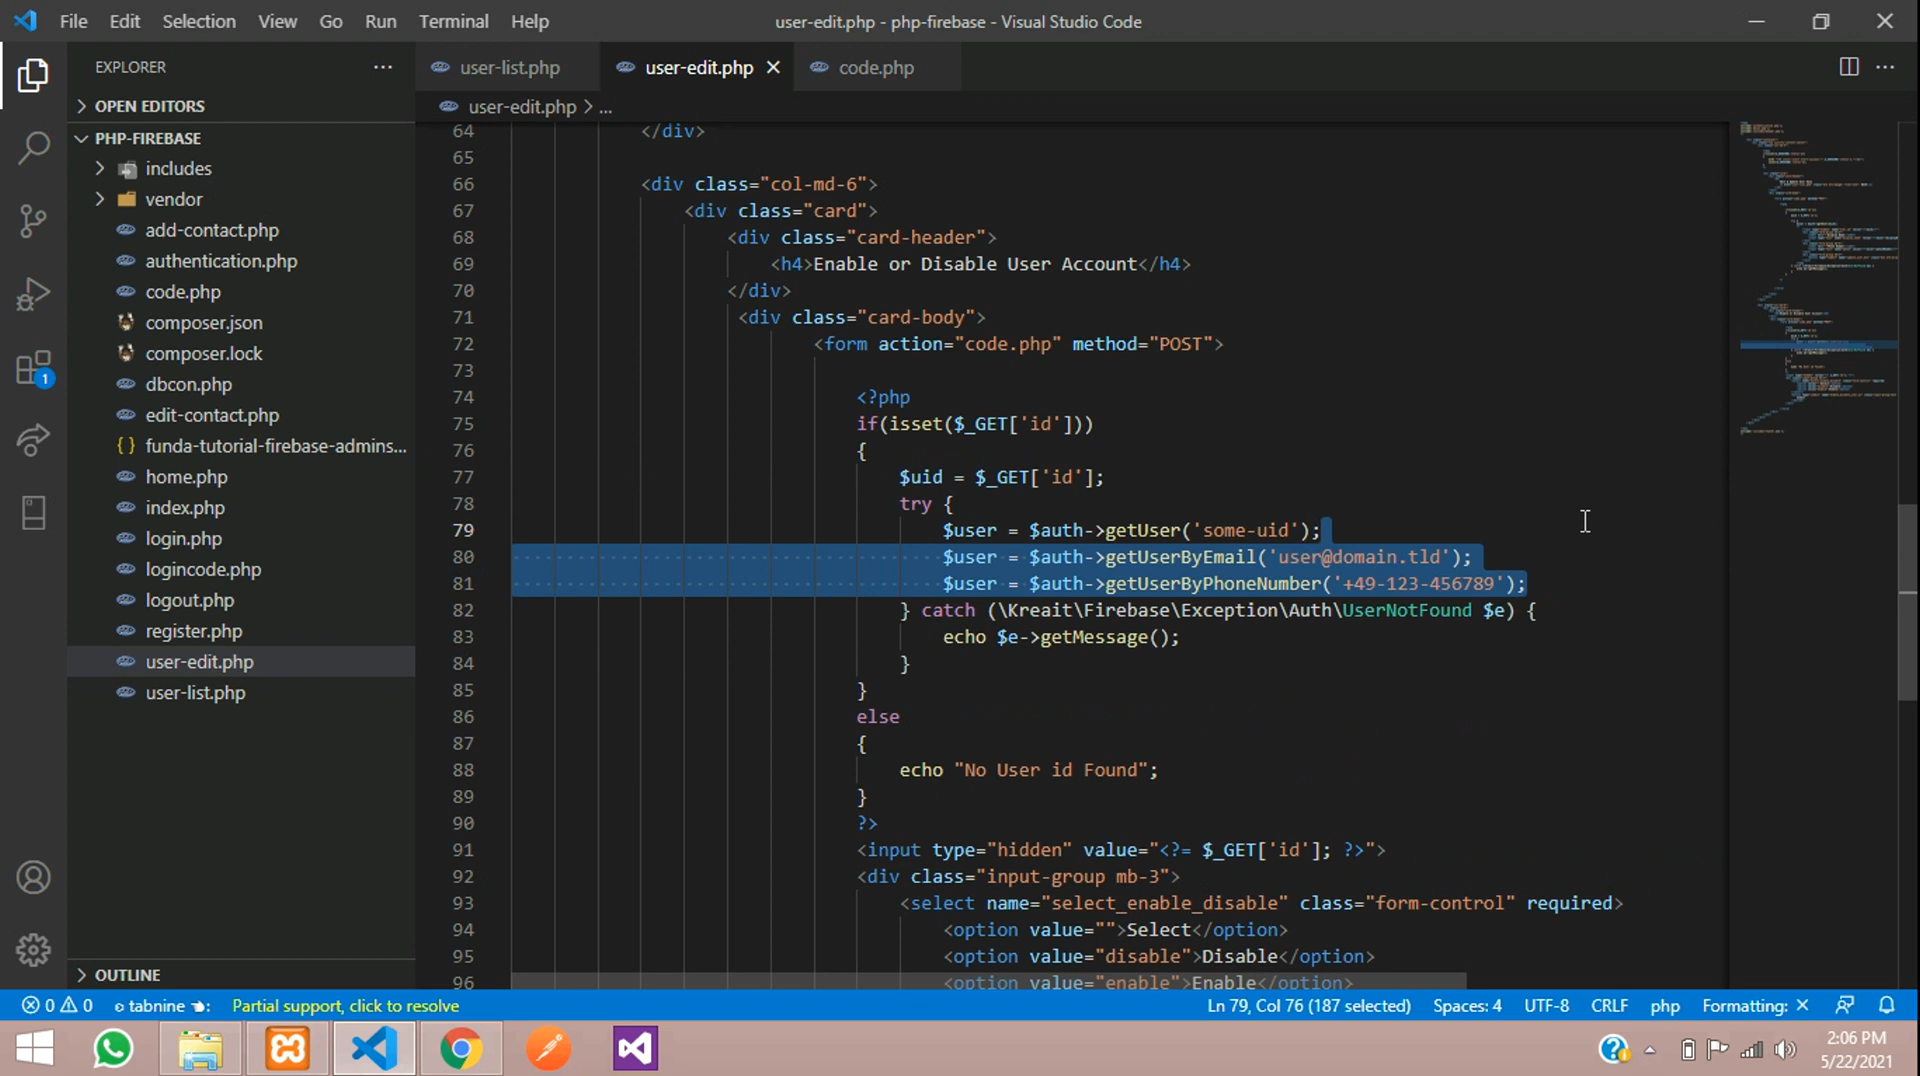 File Edit Selection View Go Run Terminal Help
user-edit.php - php-firebase - Visual Studio Code
EXPLORER
OPEN EDITORS
PHP-FIREBASE
includes
vendor
add-contact.php
authentication.php
code.php
composer.json
composer.lock
dbcon.php
edit-contact.php
funda-tutorial-firebase-admins...
home.php
index.php
login.php
logincode.php
logout.php
register.php
user-edit.php
user-list.php
OUTLINE
user-list.php user-edit.php code.php
user-edit.php > ...
64 </div>
65
66 <div class="col-md-6">
67 <div class="card">
68 <div class="card-header">
69 <h4>Enable or Disable User Account</h4>
70 </div>
71 <div class="card-body">
72 <form action="code.php" method="POST">
73
74 <?php
75 if(isset($_GET['id']))
76 {
77 $uid = $_GET['id'];
78 try {
79 $user = $auth->getUser('some-uid');
80 $user = $auth->getUserByEmail('user@domain.tld');
81 $user = $auth->getUserByPhoneNumber('+49-123-456789');
82 } catch (\Kreait\Firebase\Exception\Auth\UserNotFound $e) {
83 echo $e->getMessage();
84 }
85 }
86 else
87 {
88 echo "No User id Found";
89 }
90 ?>
91 <input type="hidden" value="<?= $_GET['id']; ?>">
92 <div class="input-group mb-3">
93 <select name="select_enable_disable" class="form-control" required>
94 <option value="">Select</option>
95 <option value="disable">Disable</option>
96 <option value="enable">Enable</option>
1
0 0 tabnine Partial support, click to resolve
Ln 79, Col 76 (187 selected) Spaces: 4 UTF-8 CRLF php Formatting: ×
2:06 PM
5/22/2021